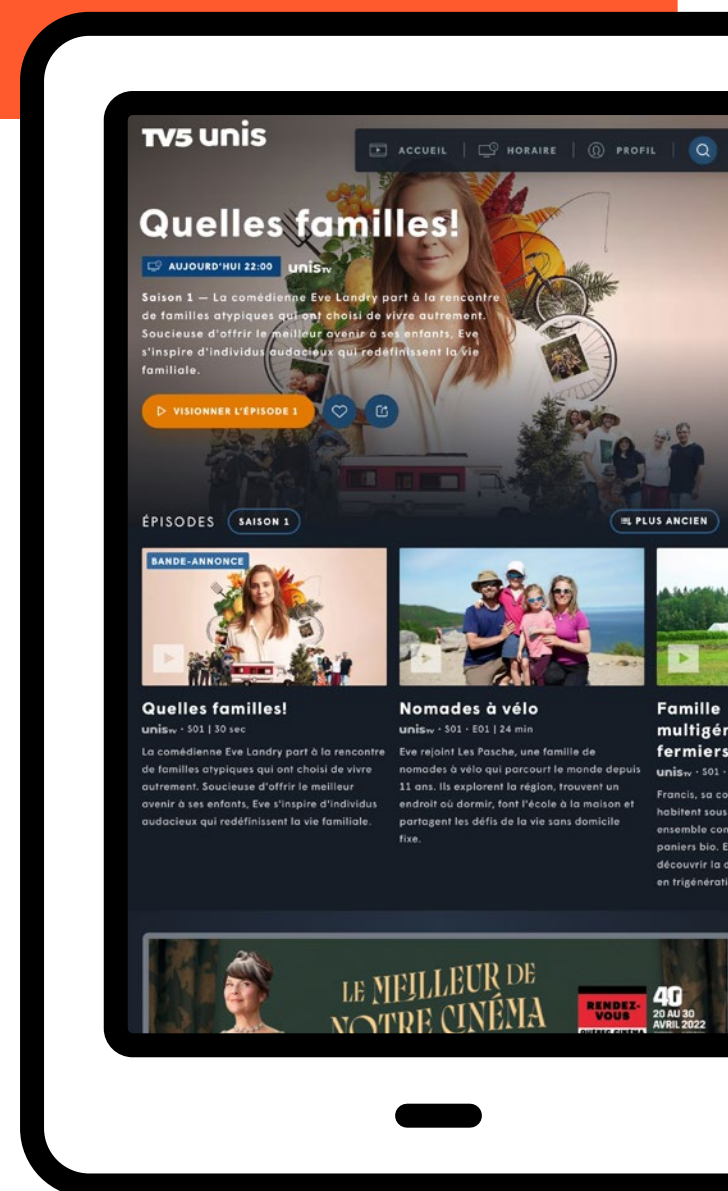 TV5 unis
ACCUEIL
HORAIRE
PROFIL
Quelles familles!
AUJOURD'HUI 22:00
unis tv
Saison 1 — La comédienne Eve Landry part à la rencontre
de familles atypiques qui ont choisi de vivre autrement.
Soucieuse d'offrir le meilleur avenir à ses enfants, Eve
s'inspire d'individus audacieux qui redéfinissent la vie
familiale.
VISIONNER L'ÉPISODE 1
ÉPISODES
SAISON 1
PLUS ANCIEN
BANDE-ANNONCE
Quelles familles!
unis tv · S01 | 30 sec
La comédienne Eve Landry part à la rencontre
de familles atypiques qui ont choisi de vivre
autrement. Soucieuse d'offrir le meilleur
avenir à ses enfants, Eve s'inspire d'individus
audacieux qui redéfinissent la vie familiale.
Nomades à vélo
unis tv · S01 · E01 | 24 min
Eve rejoint Les Pasche, une famille de
nomades à vélo qui parcourt le monde depuis
11 ans. Ils explorent la région, trouvent un
endroit où dormir, font l'école à la maison et
partagent les défis de la vie sans domicile
fixe.
Famille
multigér
fermiers
unis tv · S01 ·
Francis, sa co
habitent sous
ensemble con
paniers bio. E
découvrir la d
en trigénérati
LE MEILLEUR DE
NOTRE CINÉMA
RENDEZ-
VOUS
QUÉBEC CINÉMA
40
20 AU 30
AVRIL 2022